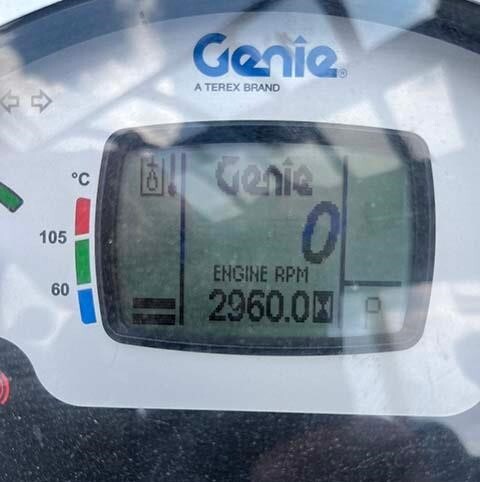 Genie®
A TEREX BRAND
°C
105
60
Genie
0
ENGINE RPM
2960.0
P